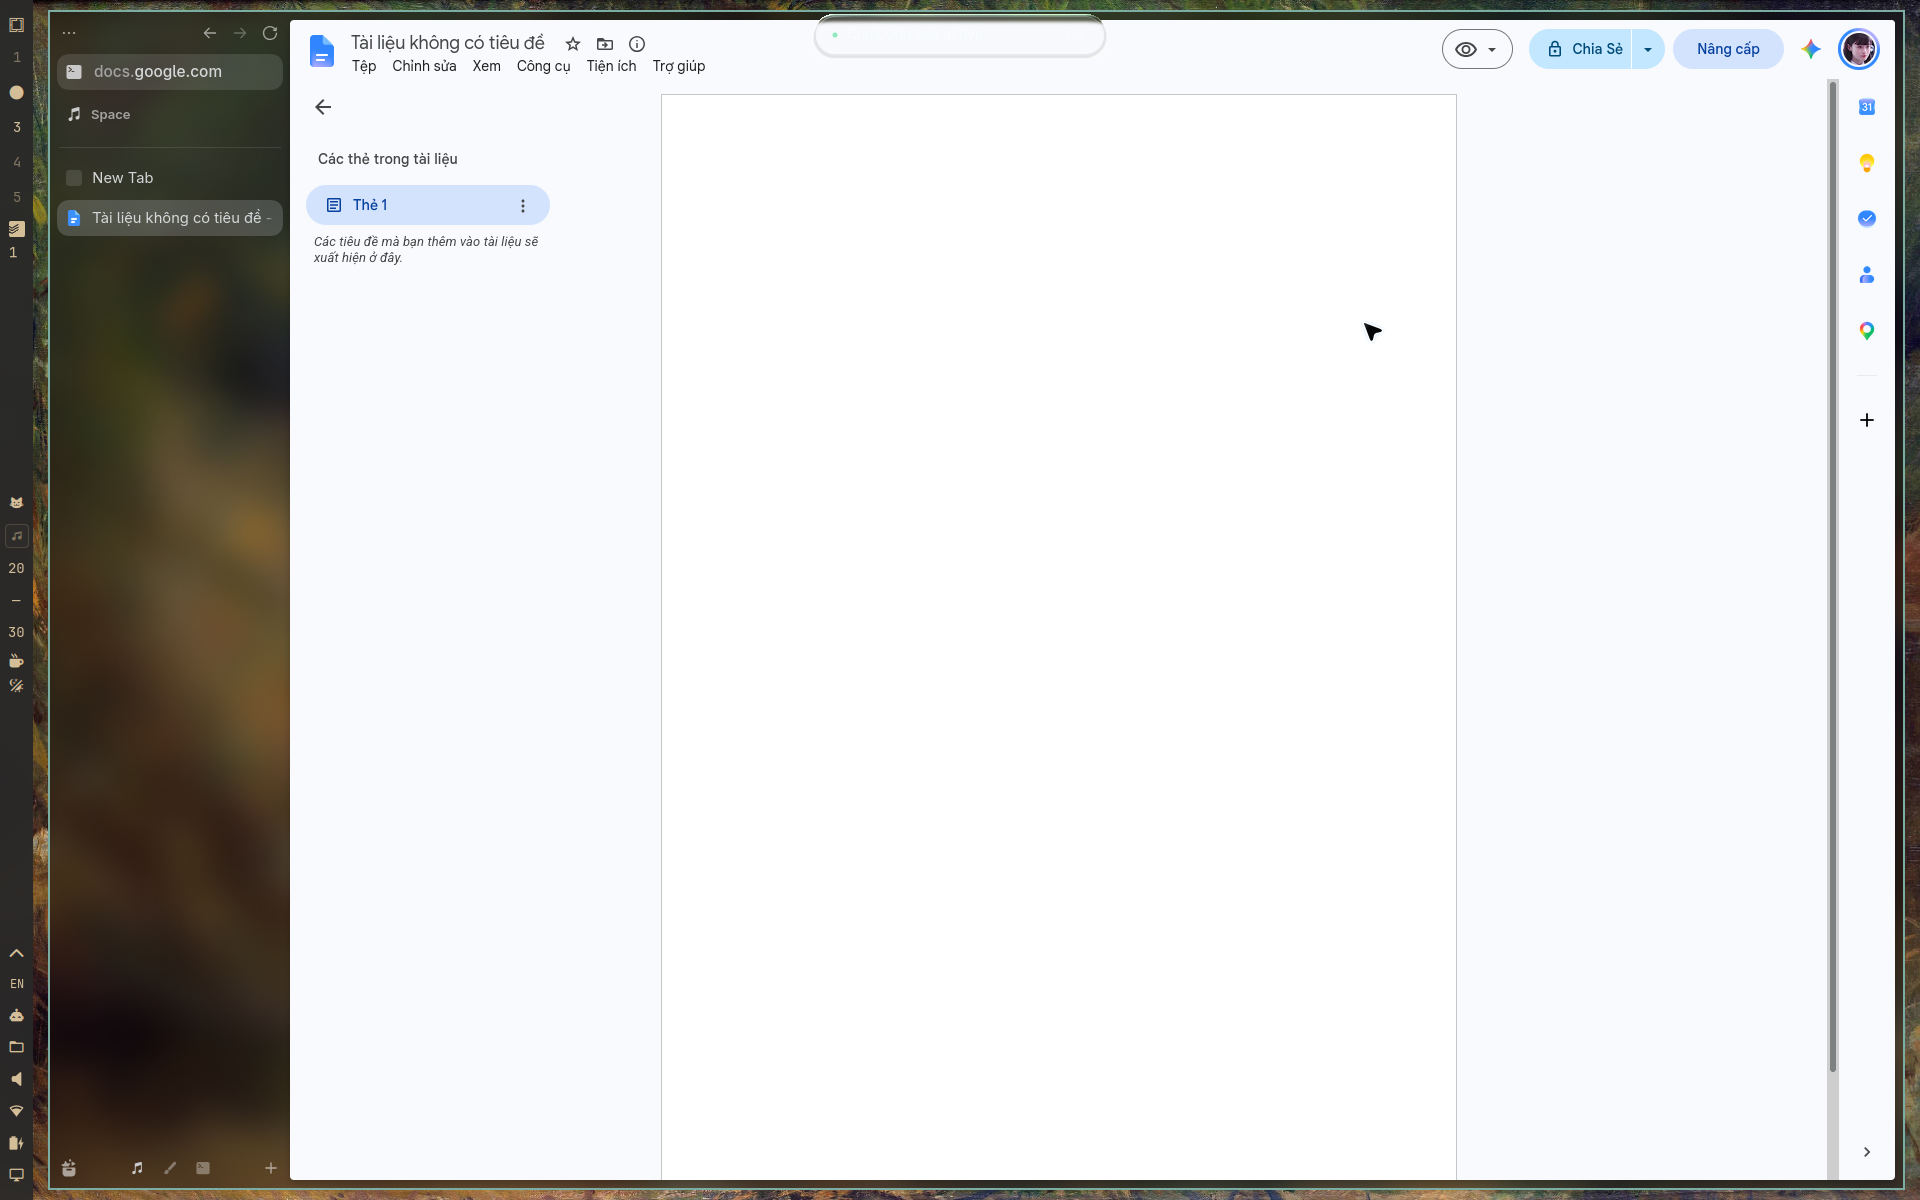 1
3
4
5
1
20
—
30
EN
...
docs.google.com
Space
New Tab
Tài liệu không có tiêu đề -
Tài liệu không có tiêu đề
Tệp Chỉnh sửa Xem Công cụ Tiện ích Trợ giúp
Chia Sẻ
Nâng cấp
Các thẻ trong tài liệu
Thẻ 1
Các tiêu đề mà bạn thêm vào tài liệu sẽ
xuất hiện ở đây.
31